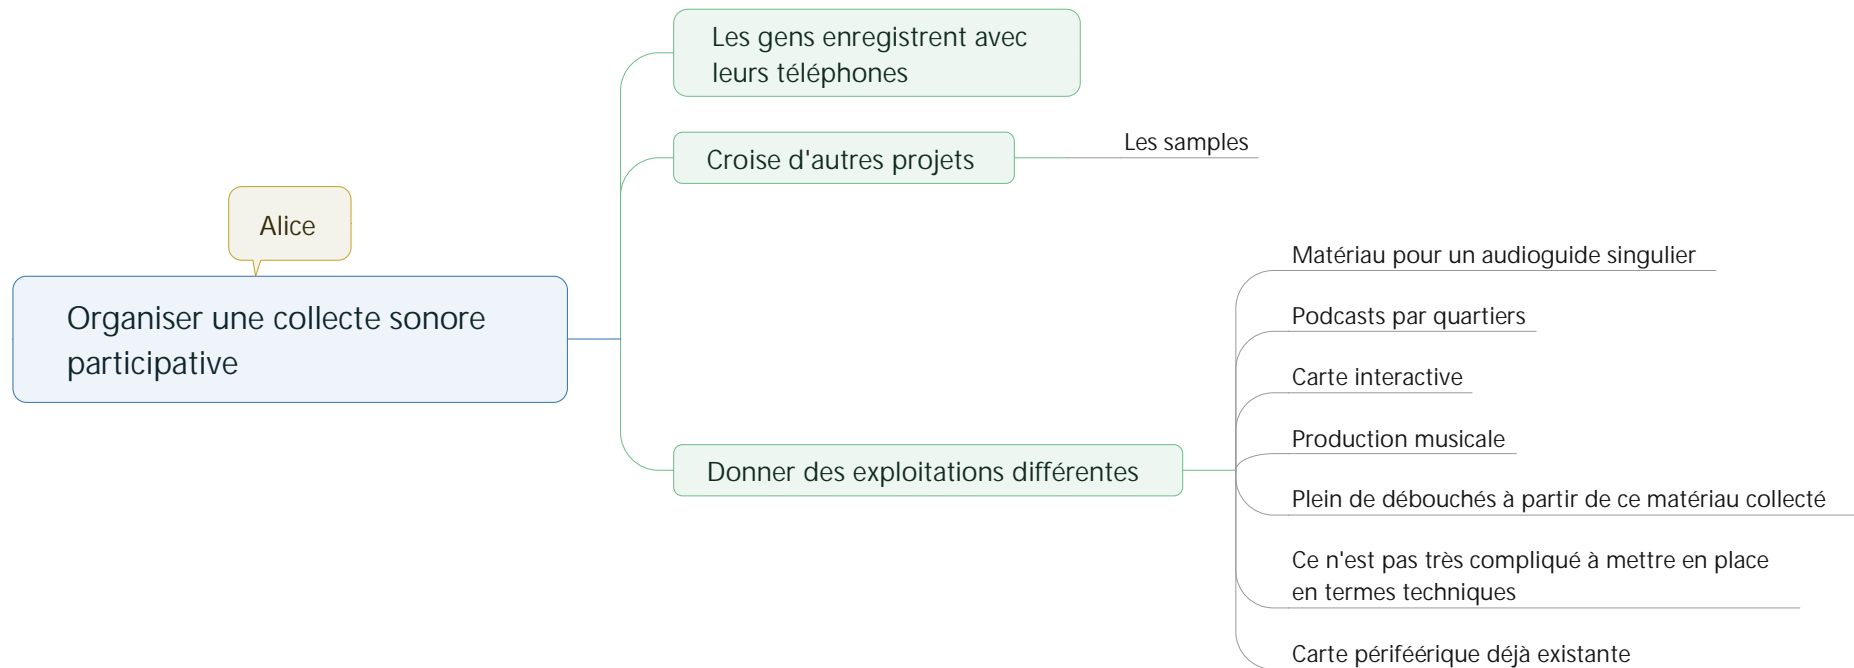 Les gens enregistrent avec
leurs téléphones
Croise d'autres projets
Les samples
Alice
Organiser une collecte sonore
participative
Donner des exploitations différentes
Matériau pour un audioguide singulier
Podcasts par quartiers
Carte interactive
Production musicale
Plein de débouchés à partir de ce matériau collecté
Ce n'est pas très compliqué à mettre en place
en termes techniques
Carte periféérique déjà existante